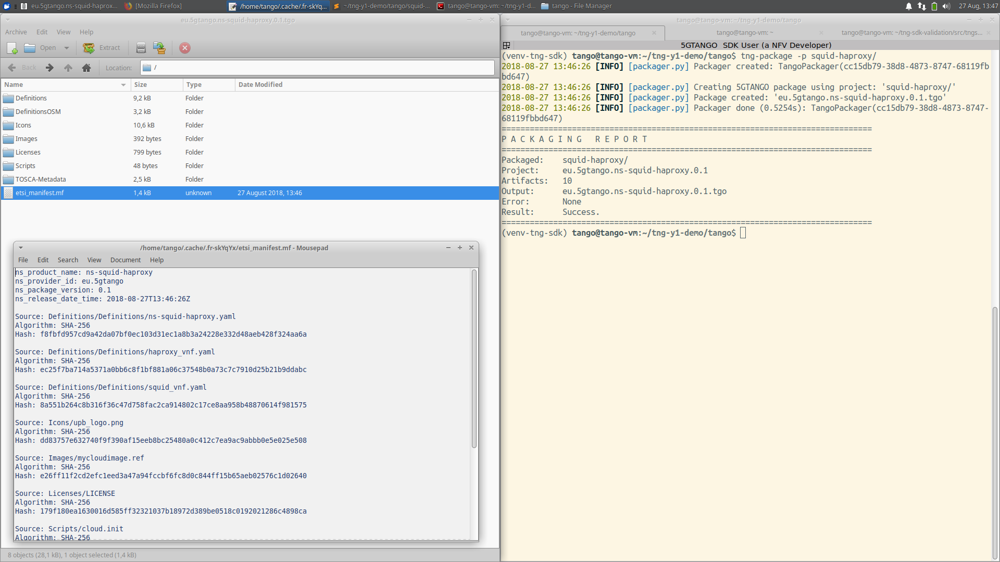 eu.5gtango.ns-squid-haprox...
[Mozilla Firefox]
/home/tango/.cache/.fr-skYq...
~/tng-y1-demo/tango/squid-...
tango@tango-vm: ~/tng-y1-d...
tango - File Manager
27 Aug, 13:47
eu.5gtango.ns-squid-haproxy.0.1.tgo
Archive Edit View Help
Open Extract
Back Location: /
Name Size Type Date Modified
Definitions 9,2 kB Folder
DefinitionsOSM 3,2 kB Folder
Icons 10,6 kB Folder
Images 392 bytes Folder
Licenses 799 bytes Folder
Scripts 48 bytes Folder
TOSCA-Metadata 2,5 kB Folder
etsi_manifest.mf 1,4 kB unknown 27 August 2018, 13:46
/home/tango/.cache/.fr-skYqYx/etsi_manifest.mf - Mousepad
File Edit Search View Document Help
ns_product_name: ns-squid-haproxy
ns_provider_id: eu.5gtango
ns_package_version: 0.1
ns_release_date_time: 2018-08-27T13:46:26Z
Source: Definitions/Definitions/ns-squid-haproxy.yaml
Algorithm: SHA-256
Hash: f8fbfd957cd9a42da07bf0ec103d31ec1a8b3a24228e332d48aeb428f324aa6a
Source: Definitions/Definitions/haproxy_vnf.yaml
Algorithm: SHA-256
Hash: ec25f7ba714a5371a0bb6c8f1bf881a06c37548b0a73c7c7910d25b21b9ddabc
Source: Definitions/Definitions/squid_vnf.yaml
Algorithm: SHA-256
Hash: 8a551b264c8b316f36c47d758fac2ca914802c17ce8aa958b48870614f981575
Source: Icons/upb_logo.png
Algorithm: SHA-256
Hash: dd83757e632740f9f390af15eeb8bc25480a0c412c7ea9ac9abbb0e5e025e508
Source: Images/mycloudimage.ref
Algorithm: SHA-256
Hash: e26ff11f2cd2efc1eed3a47a94fccbf6fc8d0c844ff15b65aeb02576c1d02640
Source: Licenses/LICENSE
Algorithm: SHA-256
Hash: 179f180ea1630016d585ff32321037b18972d389be0518c0192021286c4898ca
Source: Scripts/cloud.init
Algorithm: SHA-256
8 objects (28,1 kB), 1 object selected (1,4 kB)
tango@tango-vm: ~/tng-y1-demo/tango
tango@tango-vm: ~/tng-y1-demo/tango
tango@tango-vm: ~
tango@tango-vm: ~/tng-sdk-validation/src/tngs...
5GTANGO SDK User (a NFV Developer)
(venv-tng-sdk) tango@tango-vm:~/tng-y1-demo/tango$ tng-package -p squid-haproxy/
2018-08-27 13:46:26 [INFO] [packager.py] Packager created: TangoPackager(cc15db79-38d8-4873-8747-68119fb
bd647)
2018-08-27 13:46:26 [INFO] [packager.py] Creating 5GTANGO package using project: 'squid-haproxy/'
2018-08-27 13:46:26 [INFO] [packager.py] Package created: 'eu.5gtango.ns-squid-haproxy.0.1.tgo'
2018-08-27 13:46:26 [INFO] [packager.py] Packager done (0.5254s): TangoPackager(cc15db79-38d8-4873-8747-
68119fbbd647)
===============================================================================
P A C K A G I N G   R E P O R T
===============================================================================
Packaged: squid-haproxy/
Project: eu.5gtango.ns-squid-haproxy.0.1
Artifacts: 10
Output: eu.5gtango.ns-squid-haproxy.0.1.tgo
Error: None
Result: Success.
===============================================================================
(venv-tng-sdk) tango@tango-vm:~/tng-y1-demo/tango$